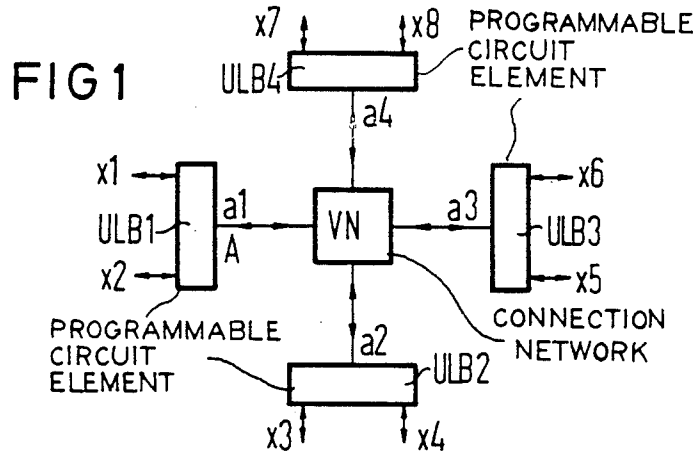 FIG 1
x7 x8
PROGRAMMABLE
CIRCUIT
ELEMENT
ULB4
a4
x1
ULB1
a1
A
x2
VN
a3
x6
ULB3
x5
PROGRAMMABLE
CIRCUIT
ELEMENT
CONNECTION
NETWORK
a2
ULB2
x3 x4